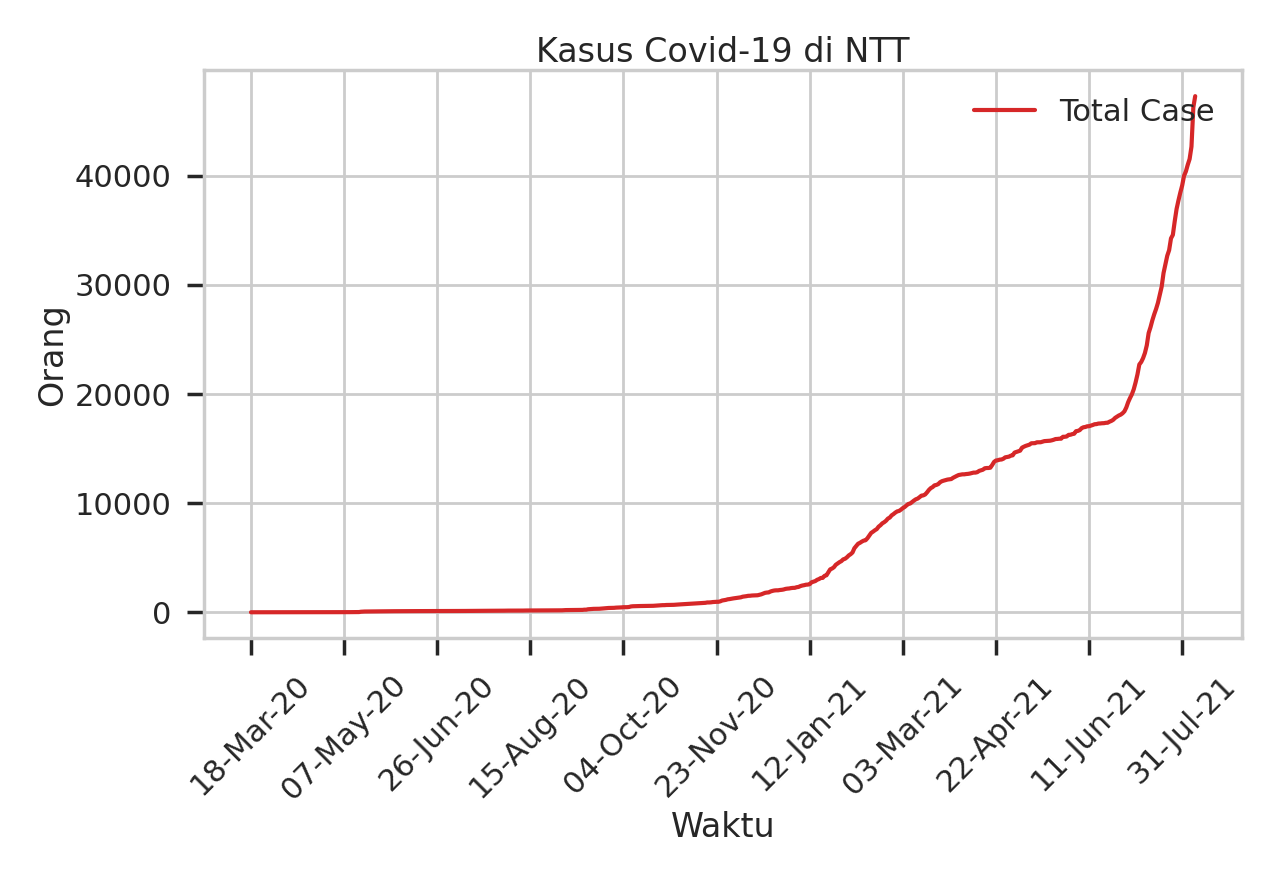 Kasus Covid-19 di NTT
Total Case
Orang
40000
30000
20000
10000
0
18-Mar-20
07-May-20
26-Jun-20
15-Aug-20
04-Oct-20
23-Nov-20
12-Jan-21
03-Mar-21
22-Apr-21
11-Jun-21
31-Jul-21
Waktu